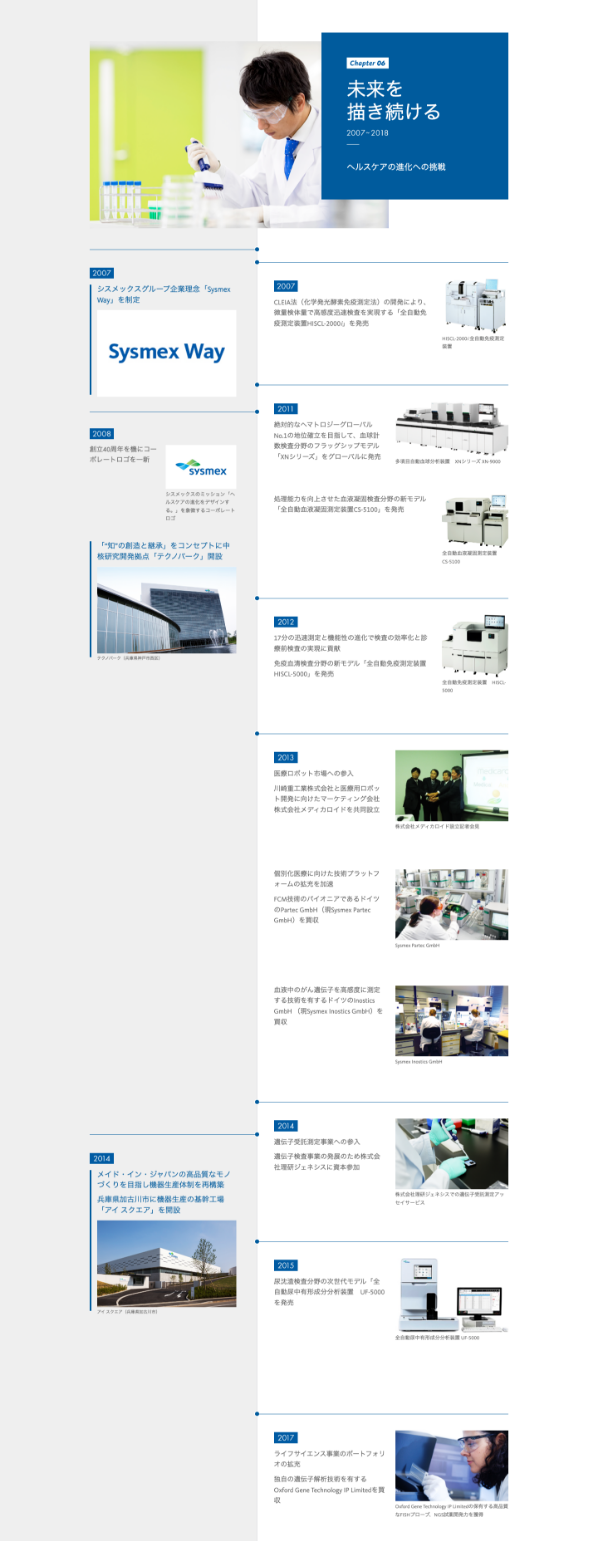 Chapter 06
未来を
描き続ける
2007~2018
ヘルスケアの進化への挑戦
2007
シスメックスグループ企業理念「Sysmex
Way」を制定
Sysmex Way
2007
CLEIA法（化学発光酵素免疫測定法）の開発により、
微量検体量で高感度迅速検査を実現する「全自動免
疫測定装置HISCL-2000i」を発売
HISCL-2000i 全自動免疫測定
装置
2008
創立40周年を機にコー
ポレートロゴを一新
sysmex
シスメックスのミッション「ヘ
ルスケアの進化をデザインす
る。」を象徴するコーポレート
ロゴ
「“知”の創造と継承」をコンセプトに中
核研究開発拠点「テクノパーク」開設
2011
絶対的なヘマトロジーグローバル
No.1の地位確立を目指して、血球計
数検査分野のフラッグシップモデル
「XNシリーズ」をグローバルに発売
多項目自動血球分析装置　XNシリーズ XN-9000
処理能力を向上させた血液凝固検査分野の新モデル
「全自動血液凝固測定装置CS-5100」を発売
全自動血液凝固測定装置
CS-5100
2012
17分の迅速測定と機能性の進化で検査の効率化と診
療前検査の実現に貢献
免疫血清検査分野の新モデル「全自動免疫測定装置
HISCL-5000」を発売
全自動免疫測定装置　HISCL-
5000
2013
医療ロボット市場への参入
川崎重工業株式会社と医療用ロボッ
ト開発に向けたマーケティング会社
株式会社メディカロイドを共同設立
株式会社メディカロイド設立記者会見
個別化医療に向けた技術プラットフ
ォームの拡充を加速
FCM技術のパイオニアであるドイツ
のPartec GmbH（現Sysmex Partec
GmbH）を買収
Sysmex Partec GmbH
血液中のがん遺伝子を高感度に測定
する技術を有するドイツのInostics
GmbH （現Sysmex Inostics GmbH）を
買収
Sysmex Inostics GmbH
2014
遺伝子受託測定事業への参入
遺伝子検査事業の発展のため株式会
社理研ジェネシスに資本参加
株式会社理研ジェネシスでの遺伝子受託測定アッ
セイサービス
2014
メイド・イン・ジャパンの高品質なモノ
づくりを目指し機器生産体制を再構築
兵庫県加古川市に機器生産の基幹工場
「アイ スクエア」を開設
アイ スクエア（兵庫県加古川市）
2015
尿沈渣検査分野の次世代モデル「全
自動尿中有形成分分析装置　UF-5000
を発売
全自動尿中有形成分分析装置 UF-5000
2017
ライフサイエンス事業のポートフォリ
オの拡充
独自の遺伝子解析技術を有する
Oxford Gene Technology IP Limitedを買
収
Oxford Gene Technology IP Limitedの保有する高品質
なFISHプローブ、NGS試薬開発力を獲得